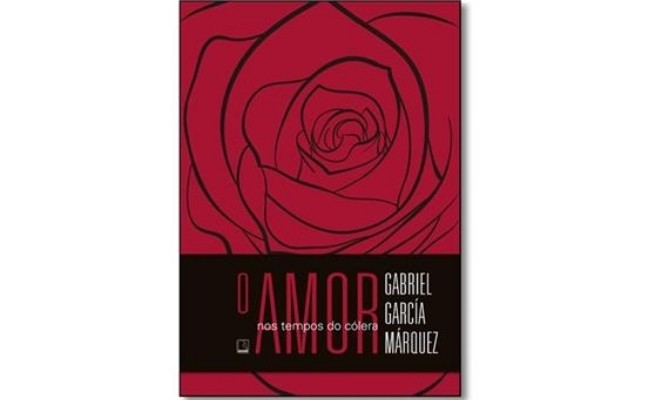 O AMOR
nos tempos do cólera
GABRIEL
GARCÍA
MÁRQUEZ